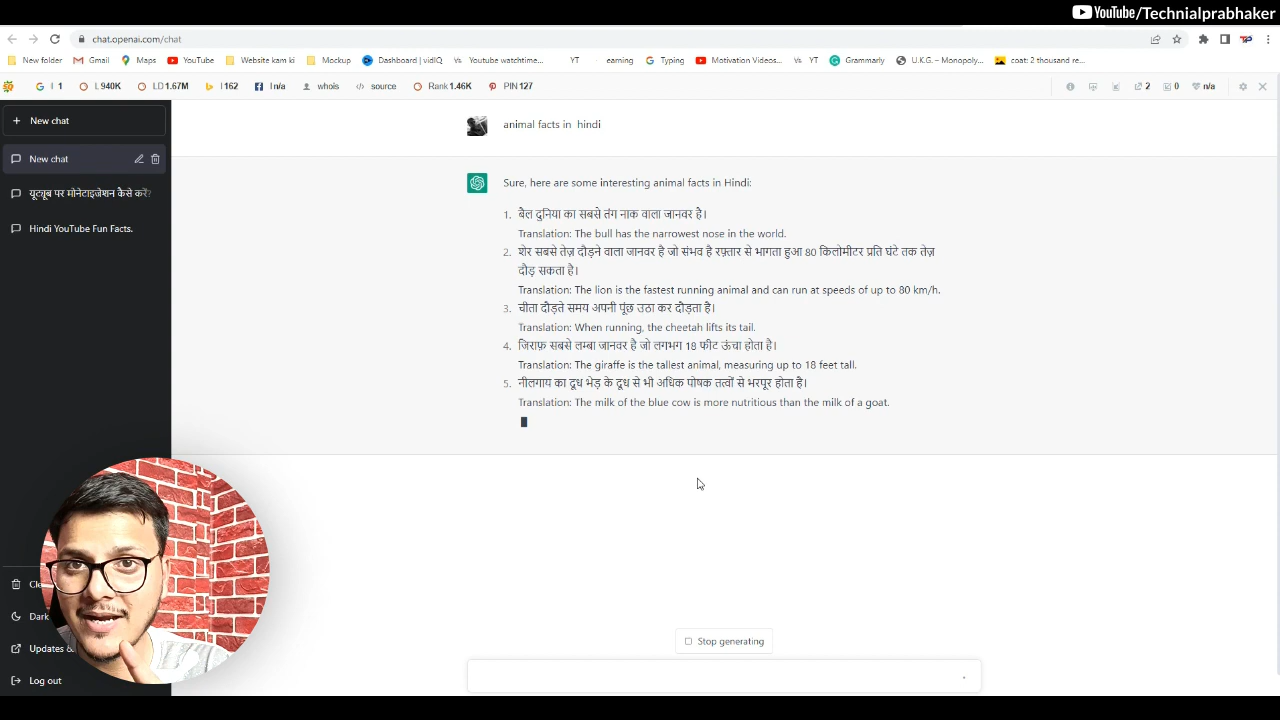 YouTube/Technialprabhaker
chat.openai.com/chat
New folder Gmail Maps YouTube Website kam ki Mockup Dashboard | vidIQ Youtube watchtime... YT earning Typing Motivation Videos... YT Grammarly U.K.G. – Monopoly... coat: 2 thousand re...
I 1 L 940K LD 1.67M I 162 I n/a whois source Rank 1.46K PIN 127 2 0 n/a
New chat
animal facts in hindi
New chat
Sure, here are some interesting animal facts in Hindi:
यूट्यूब पर मोनेटाइजेशन कैसे करें?
1. बैल दुनिया का सबसे तंग नाक वाला जानवर है।
Hindi YouTube Fun Facts.
Translation: The bull has the narrowest nose in the world.
2. शेर सबसे तेज़ दौड़ने वाला जानवर है जो संभव है रफ़्तार से भागता हुआ 80 किलोमीटर प्रति घंटे तक तेज़
दौड़ सकता है।
Translation: The lion is the fastest running animal and can run at speeds of up to 80 km/h.
3. चीता दौड़ते समय अपनी पूंछ उठा कर दौड़ता है।
Translation: When running, the cheetah lifts its tail.
4. जिराफ़ सबसे लम्बा जानवर है जो लगभग 18 फीट ऊंचा होता है।
Translation: The giraffe is the tallest animal, measuring up to 18 feet tall.
5. नीलगाय का दूध भेड़ के दूध से भी अधिक पोषक तत्वों से भरपूर होता है।
Translation: The milk of the blue cow is more nutritious than the milk of a goat.
Dark
Stop generating
Updates
Log out